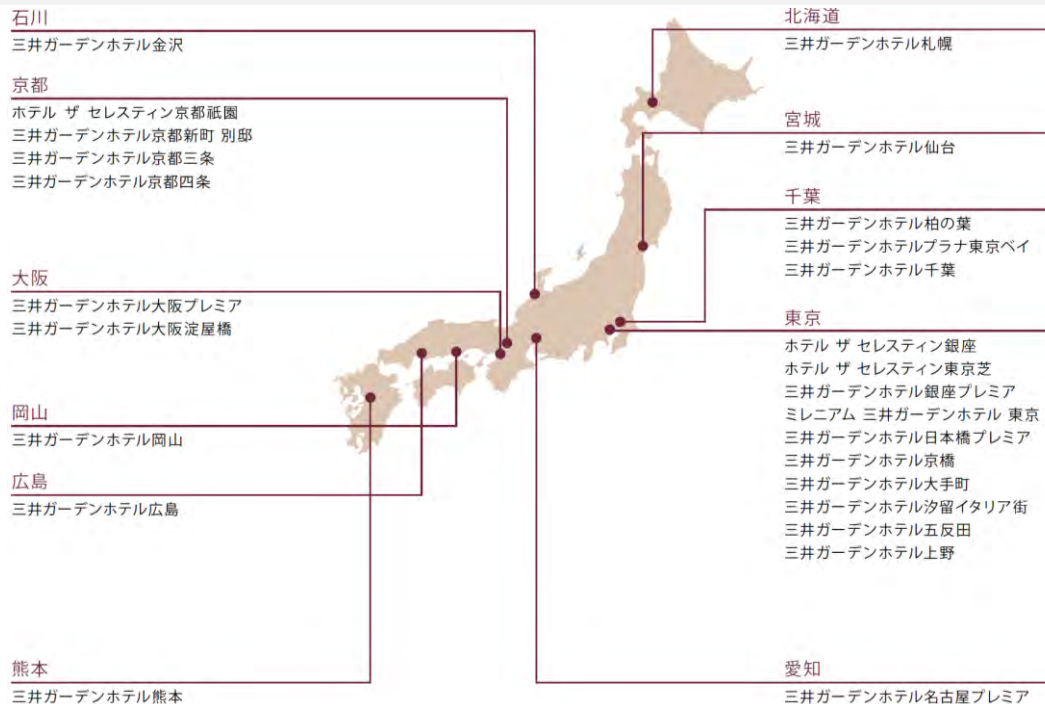 石川
三井ガーデンホテル金沢
京都
ホテル ザ セレスティン京都祇園
三井ガーデンホテル京都新町 別邸
三井ガーデンホテル京都三条
三井ガーデンホテル京都四条
大阪
三井ガーデンホテル大阪プレミア
三井ガーデンホテル大阪淀屋橋
岡山
三井ガーデンホテル岡山
広島
三井ガーデンホテル広島
熊本
三井ガーデンホテル熊本
北海道
三井ガーデンホテル札幌
宮城
三井ガーデンホテル仙台
千葉
三井ガーデンホテル柏の葉
三井ガーデンホテルプラナ東京ベイ
三井ガーデンホテル千葉
東京
ホテル ザ セレスティン銀座
ホテル ザ セレスティン東京芝
三井ガーデンホテル銀座プレミア
ミレニアム 三井ガーデンホテル 東京
三井ガーデンホテル日本橋プレミア
三井ガーデンホテル京橋
三井ガーデンホテル大手町
三井ガーデンホテル汐留イタリア街
三井ガーデンホテル五反田
三井ガーデンホテル上野
愛知
三井ガーデンホテル名古屋プレミア